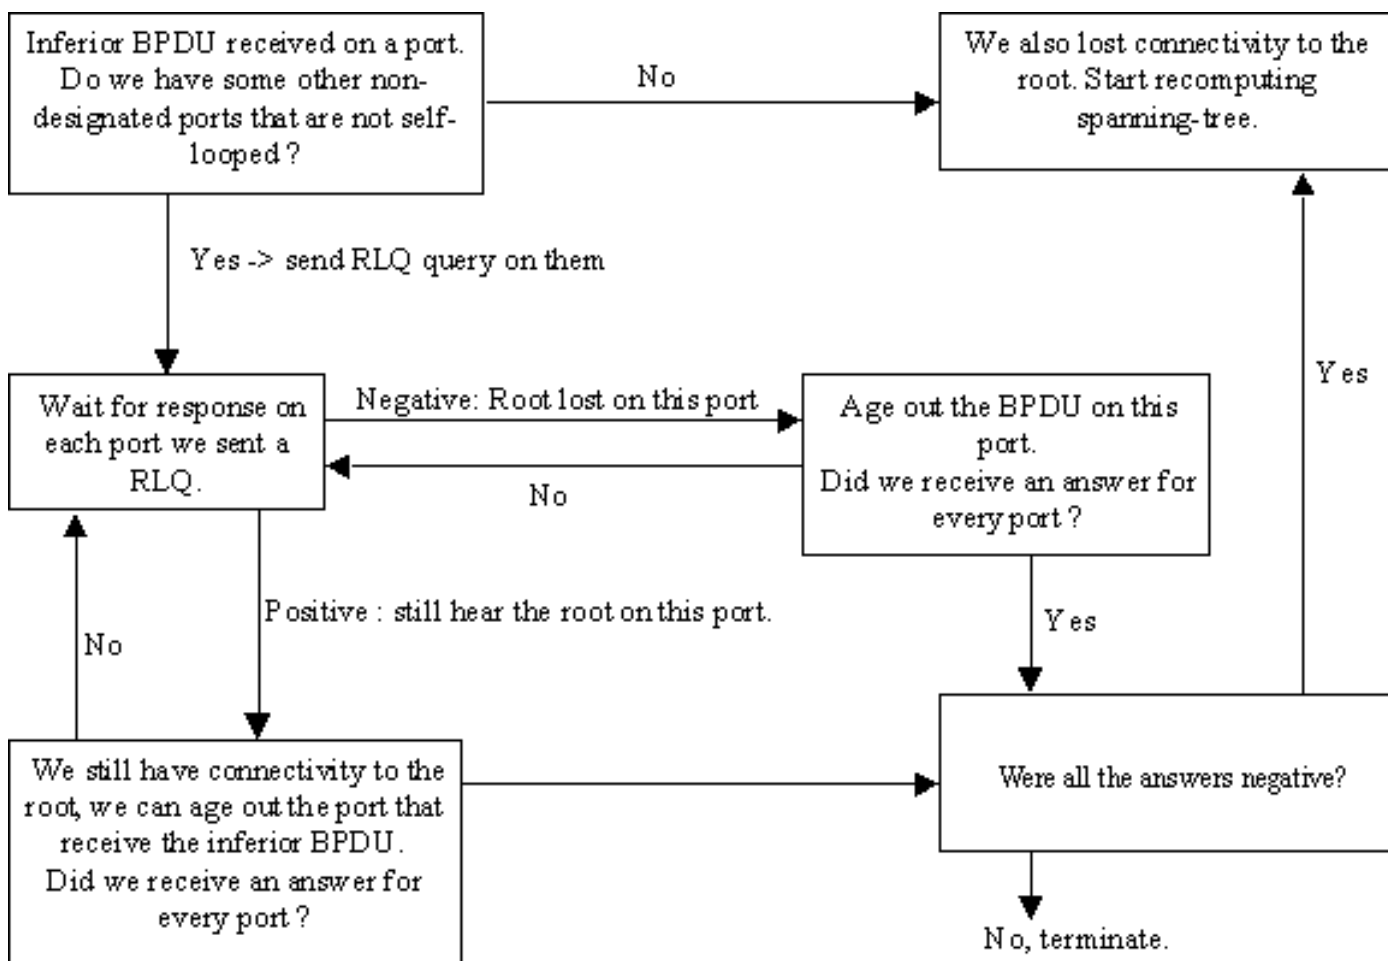 Inferior BPDU received on a port.
Do we have some other non-
designated ports that are not self-
looped ?
No
We also lost connectivity to the
root. Start recomputing
spanning-tree.
Yes -> send RLQ query on them
Yes
Wait for response on
each port we sent a
RLQ.
Negative: Root lost on this port
No
Age out the BPDU on this
port.
Did we receive an answer for
every port ?
Positive : still hear the root on this port.
No
Yes
We still have connectivity to the
root, we can age out the port that
receive the inferior BPDU.
Did we receive an answer for
every port ?
Were all the answers negative?
No, terminate.